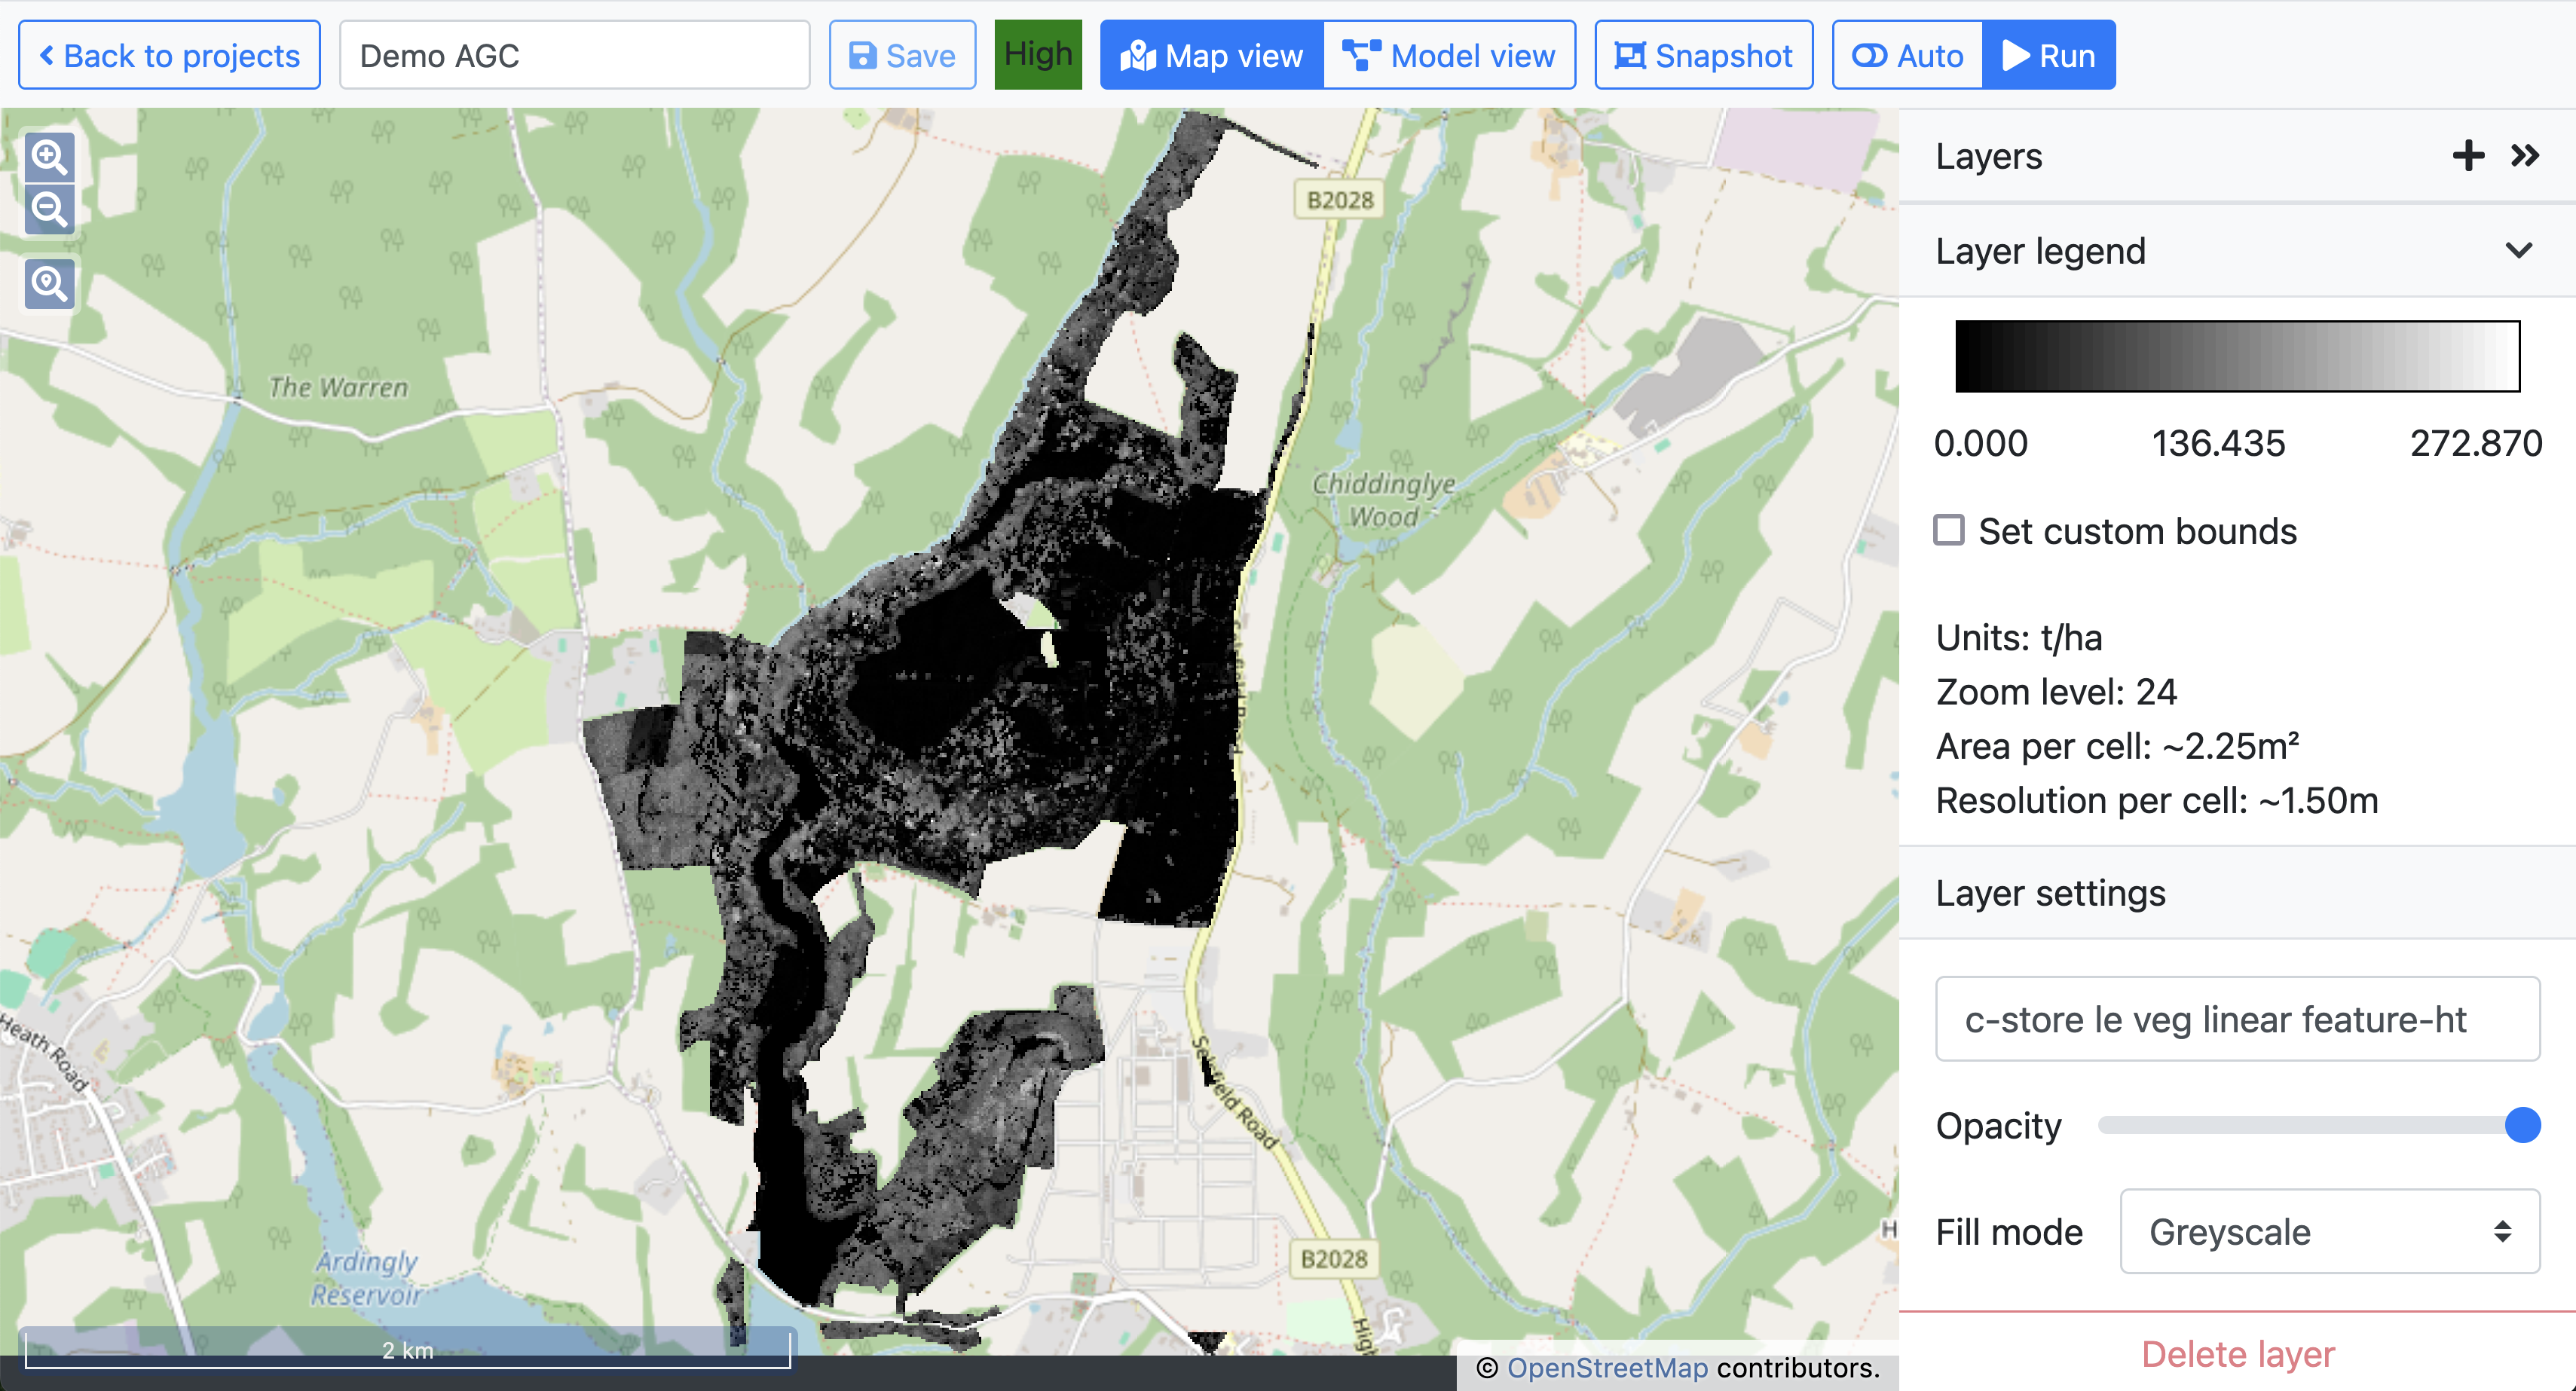 Back to projects
Demo AGC
Save
High
Map view
Model view
Snapshot
Auto
Run
B2028
The Warren
Chiddinglye
Wood
Heath Road
Selsfield Road
B2028
Ardingly
Reservoir
High
H
2 km
© OpenStreetMap contributors.
Layers
Layer legend
0.000 136.435 272.870
Set custom bounds
Units: t/ha
Zoom level: 24
Area per cell: ~2.25m²
Resolution per cell: ~1.50m
Layer settings
c-store le veg linear feature-ht
Opacity
Fill mode
Greyscale
Delete layer